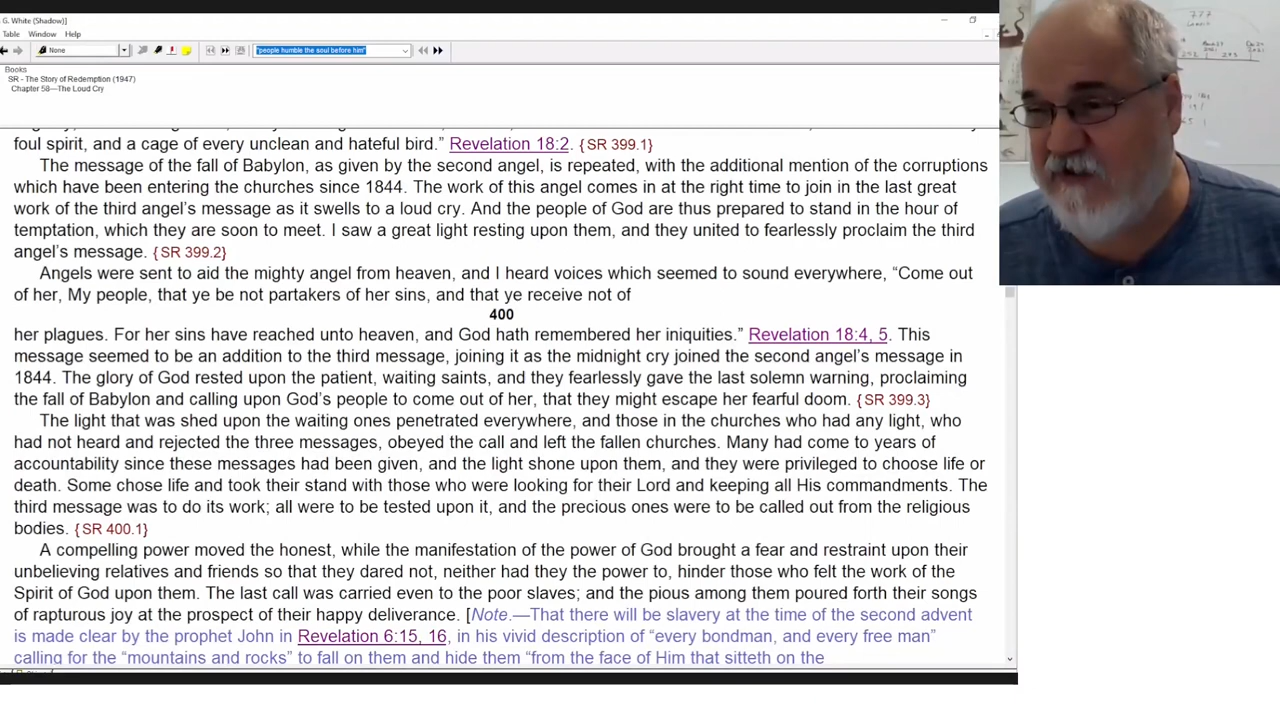 G. White (Shadow)]
Table Window Help
None
"people humble the soul before him"
Books
SR - The Story of Redemption (1947)
Chapter 58—The Loud Cry
foul spirit, and a cage of every unclean and hateful bird.” Revelation 18:2. {SR 399.1}
The message of the fall of Babylon, as given by the second angel, is repeated, with the additional mention of the corruptions
which have been entering the churches since 1844. The work of this angel comes in at the right time to join in the last great
work of the third angel’s message as it swells to a loud cry. And the people of God are thus prepared to stand in the hour of
temptation, which they are soon to meet. I saw a great light resting upon them, and they united to fearlessly proclaim the third
angel’s message. {SR 399.2}
Angels were sent to aid the mighty angel from heaven, and I heard voices which seemed to sound everywhere, “Come out
of her, My people, that ye be not partakers of her sins, and that ye receive not of
400
her plagues. For her sins have reached unto heaven, and God hath remembered her iniquities.” Revelation 18:4, 5. This
message seemed to be an addition to the third message, joining it as the midnight cry joined the second angel’s message in
1844. The glory of God rested upon the patient, waiting saints, and they fearlessly gave the last solemn warning, proclaiming
the fall of Babylon and calling upon God’s people to come out of her, that they might escape her fearful doom. {SR 399.3}
The light that was shed upon the waiting ones penetrated everywhere, and those in the churches who had any light, who
had not heard and rejected the three messages, obeyed the call and left the fallen churches. Many had come to years of
accountability since these messages had been given, and the light shone upon them, and they were privileged to choose life or
death. Some chose life and took their stand with those who were looking for their Lord and keeping all His commandments. The
third message was to do its work; all were to be tested upon it, and the precious ones were to be called out from the religious
bodies. {SR 400.1}
A compelling power moved the honest, while the manifestation of the power of God brought a fear and restraint upon their
unbelieving relatives and friends so that they dared not, neither had they the power to, hinder those who felt the work of the
Spirit of God upon them. The last call was carried even to the poor slaves; and the pious among them poured forth their songs
of rapturous joy at the prospect of their happy deliverance. [Note.—That there will be slavery at the time of the second advent
is made clear by the prophet John in Revelation 6:15, 16, in his vivid description of “every bondman, and every free man”
calling for the “mountains and rocks” to fall on them and hide them “from the face of Him that sitteth on the
777